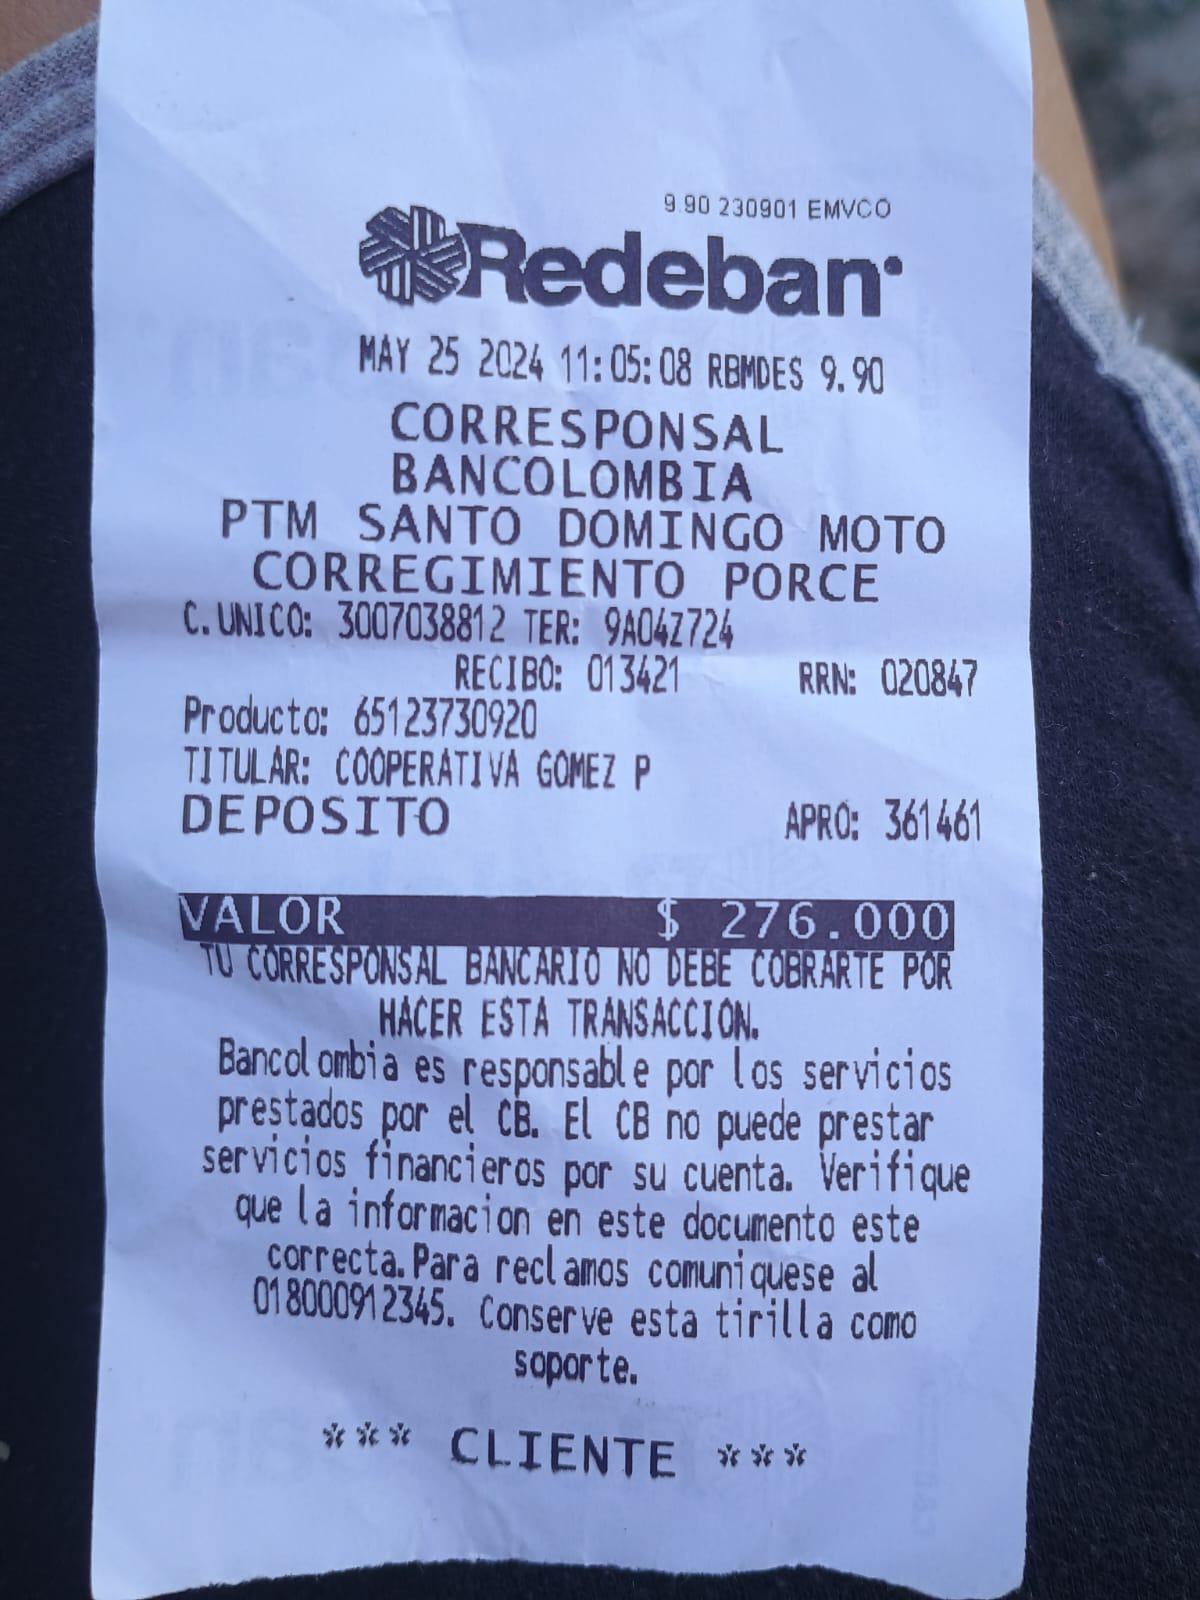 9.90 230901 EMVCO
Redeban
MAY 25 2024 11:05:08 RBMDES 9.90
CORRESPONSAL
BANCOLOMBIA
PTM SANTO DOMINGO MOTO
CORREGIMIENTO PORCE
C.UNICO: 3007038812 TER: 9A04Z724
RECIBO: 013421 RRN: 020847
Producto: 65123730920
TITULAR: COOPERATIVA GOMEZ P
DEPOSITO APRO: 361461
VALOR $ 276.000
TU CORRESPONSAL BANCARIO NO DEBE COBRARTE POR
HACER ESTA TRANSACCION.
Bancolombia es responsable por los servicios
prestados por el CB. El CB no puede prestar
servicios financieros por su cuenta. Verifique
que la informacion en este documento este
correcta.Para reclamos comuniquese al
018000912345. Conserve esta tirilla como
soporte.
*** CLIENTE ***